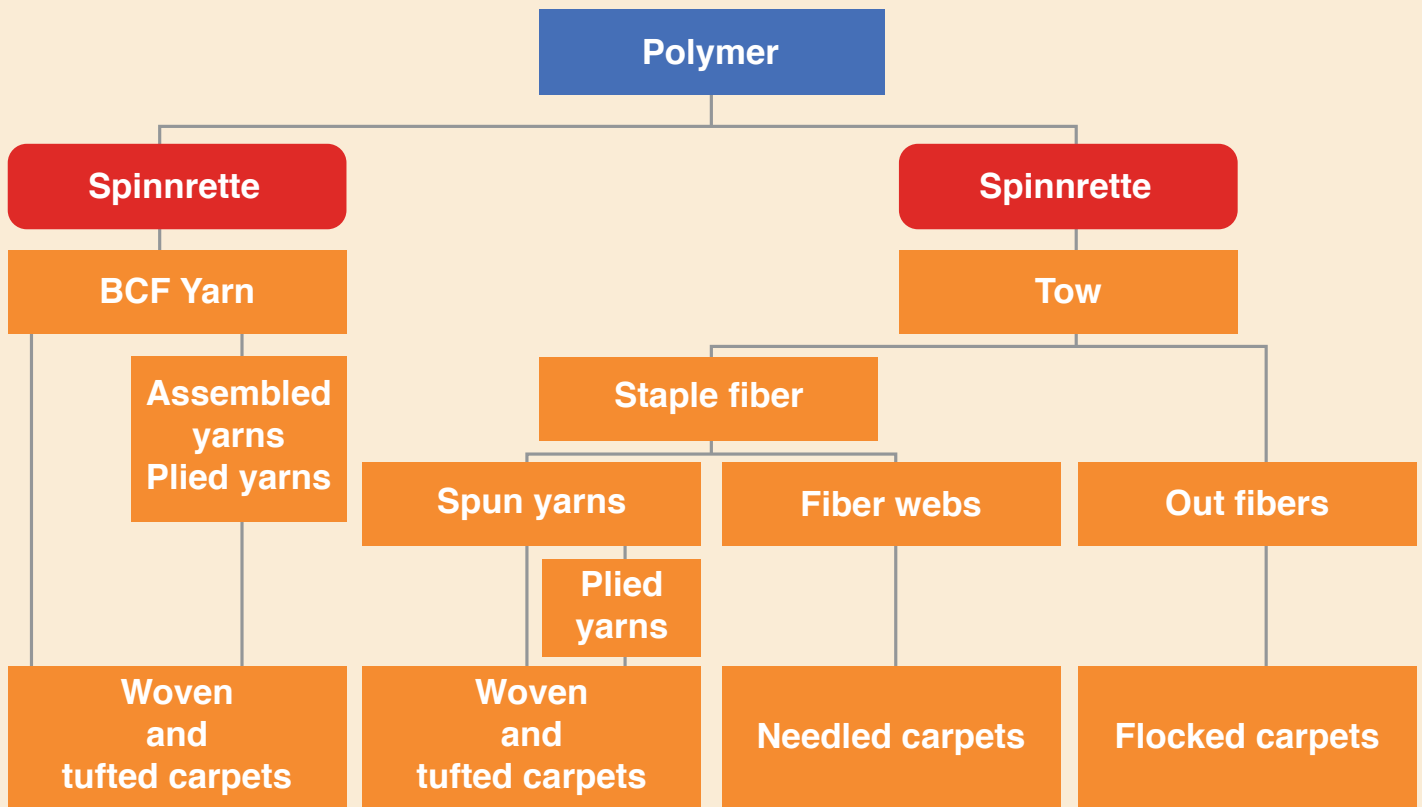 Polymer
Spinnrette
Spinnrette
BCF Yarn
Tow
Assembled
yarns
Plied yarns
Staple fiber
Spun yarns
Fiber webs
Out fibers
Plied
yarns
Woven
and
tufted carpets
Woven
and
tufted carpets
Needled carpets
Flocked carpets